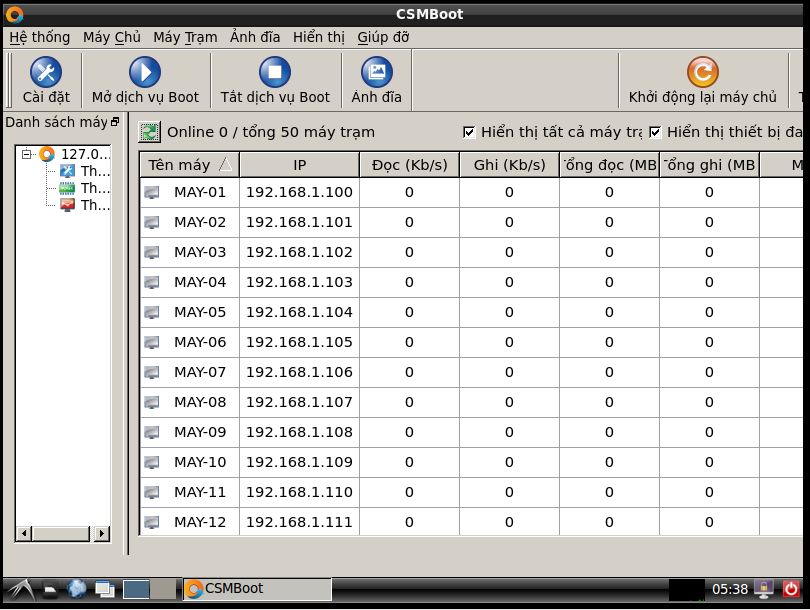 CSMBoot
Hệ thống Máy Chủ Máy Trạm Ảnh đĩa Hiển thị Giúp đỡ
Cài đặt Mở dịch vụ Boot Tắt dịch vụ Boot Ảnh đĩa Khởi động lại máy chủ
Danh sách máy
Online 0 / tổng 50 máy trạm Hiển thị tất cả máy trạ Hiển thị thiết bị đa
127.0...
Th...
Th...
Th...
Tên máy IP Đọc (Kb/s) Ghi (Kb/s) Tổng đọc (MB Tổng ghi (MB M
MAY-01 192.168.1.100 0 0 0 0
MAY-02 192.168.1.101 0 0 0 0
MAY-03 192.168.1.102 0 0 0 0
MAY-04 192.168.1.103 0 0 0 0
MAY-05 192.168.1.104 0 0 0 0
MAY-06 192.168.1.105 0 0 0 0
MAY-07 192.168.1.106 0 0 0 0
MAY-08 192.168.1.107 0 0 0 0
MAY-09 192.168.1.108 0 0 0 0
MAY-10 192.168.1.109 0 0 0 0
MAY-11 192.168.1.110 0 0 0 0
MAY-12 192.168.1.111 0 0 0 0
CSMBoot 05:38